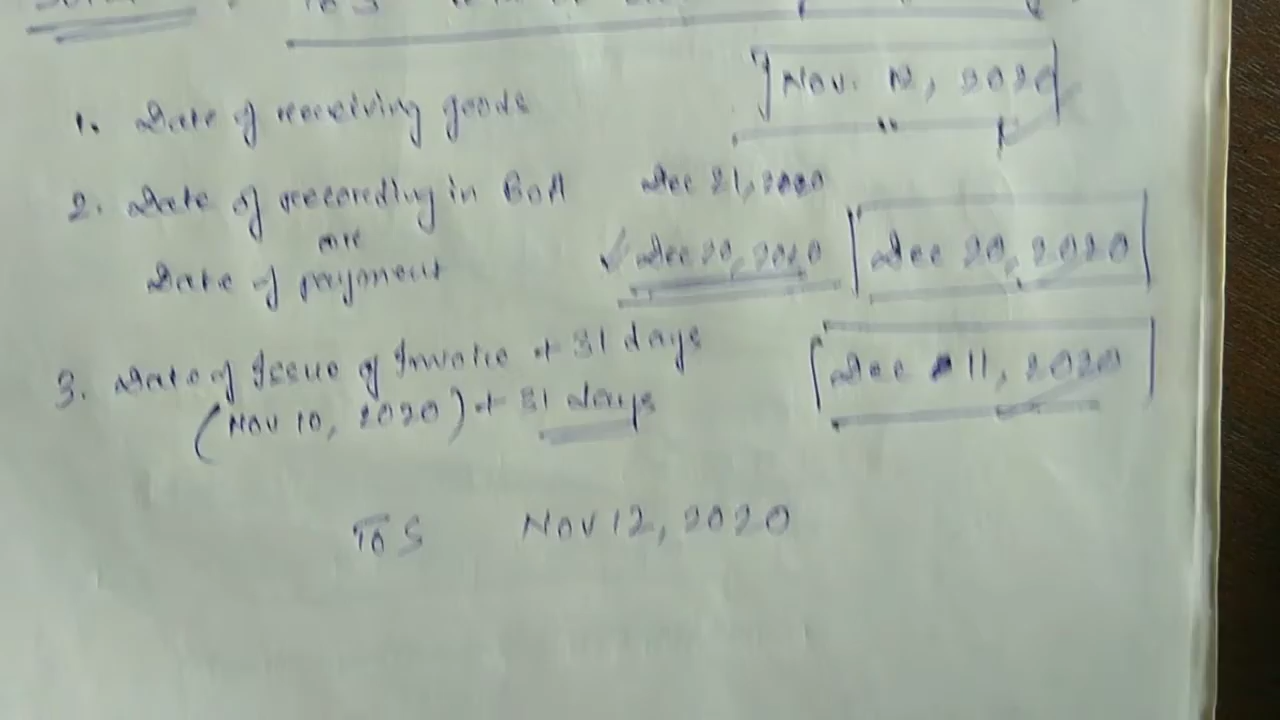 TOS
1. Date of receiving goods Nov. 12, 2020
2. Date of recording in BOA Dec 21, 2020
or
Date of payment Dec 20, 2020 Dec 20, 2020
3. Date of Issue of Invoice + 31 days Dec 11, 2020
(NOV 10, 2020) + 31 days
TOS NOV 12, 2020